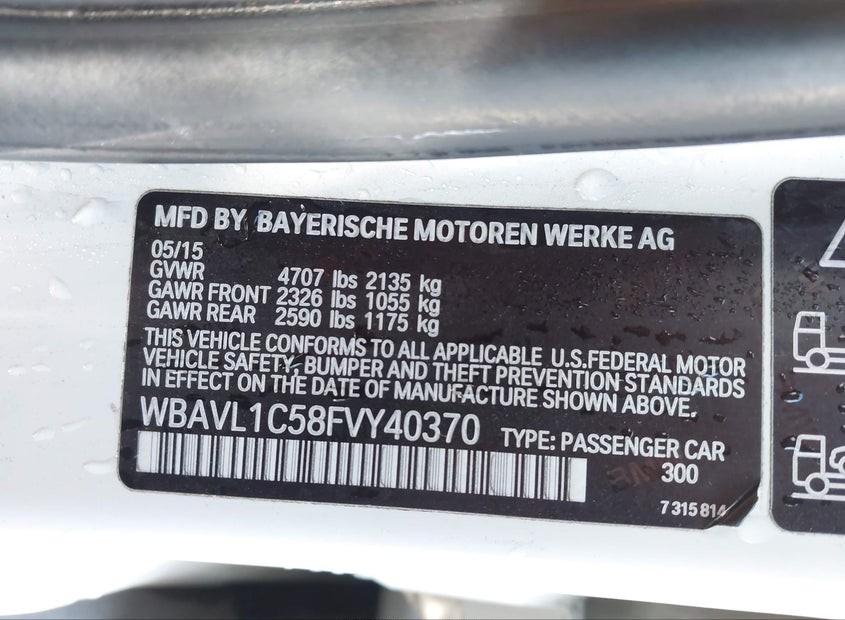 MFD BY BAYERISCHE MOTOREN WERKE AG
05/15
GVWR 4707 lbs 2135 kg
GAWR FRONT 2326 lbs 1055 kg
GAWR REAR 2590 lbs 1175 kg
THIS VEHICLE CONFORMS TO ALL APPLICABLE U.S.FEDERAL MOTOR
VEHICLE SAFETY, BUMPER AND THEFT PREVENTION STANDARDS
IN EFFECT ON THE DATE OF MANUFACTURE SHOWN ABOVE.
WBAVL1C58FVY40370 TYPE: PASSENGER CAR
300
7 315 814